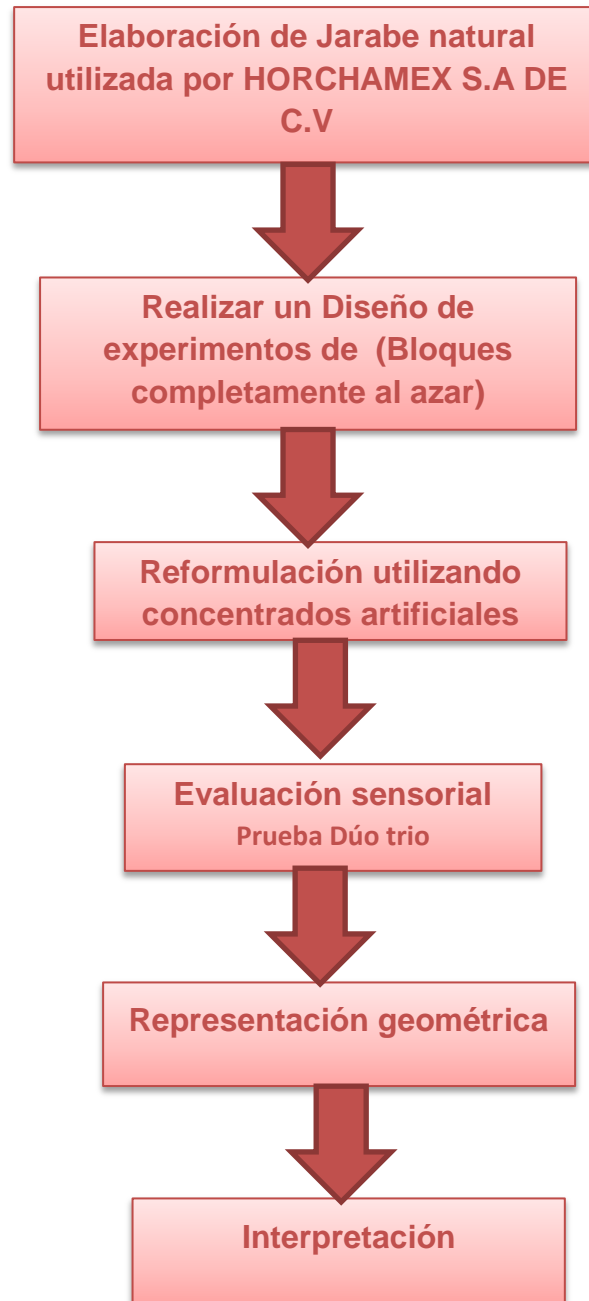 Elaboración de Jarabe natural
utilizada por HORCHAMEX S.A DE
C.V
Realizar un Diseño de
experimentos de (Bloques
completamente al azar)
Reformulación utilizando
concentrados artificiales
Evaluación sensorial
Prueba Dúo trio
Representación geométrica
Interpretación